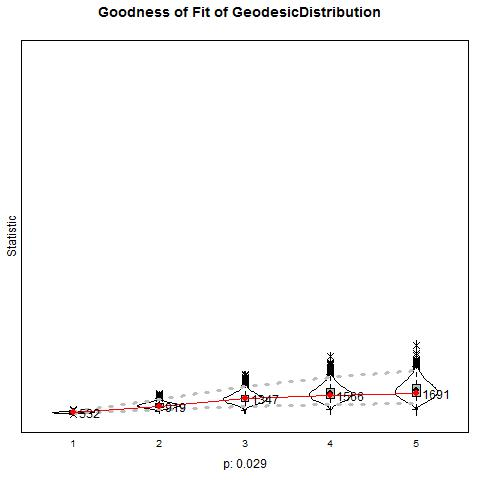 Goodness of Fit of GeodesicDistribution
Statistic
532
919
1347
1566
1691
1 2 3 4 5
p: 0.029